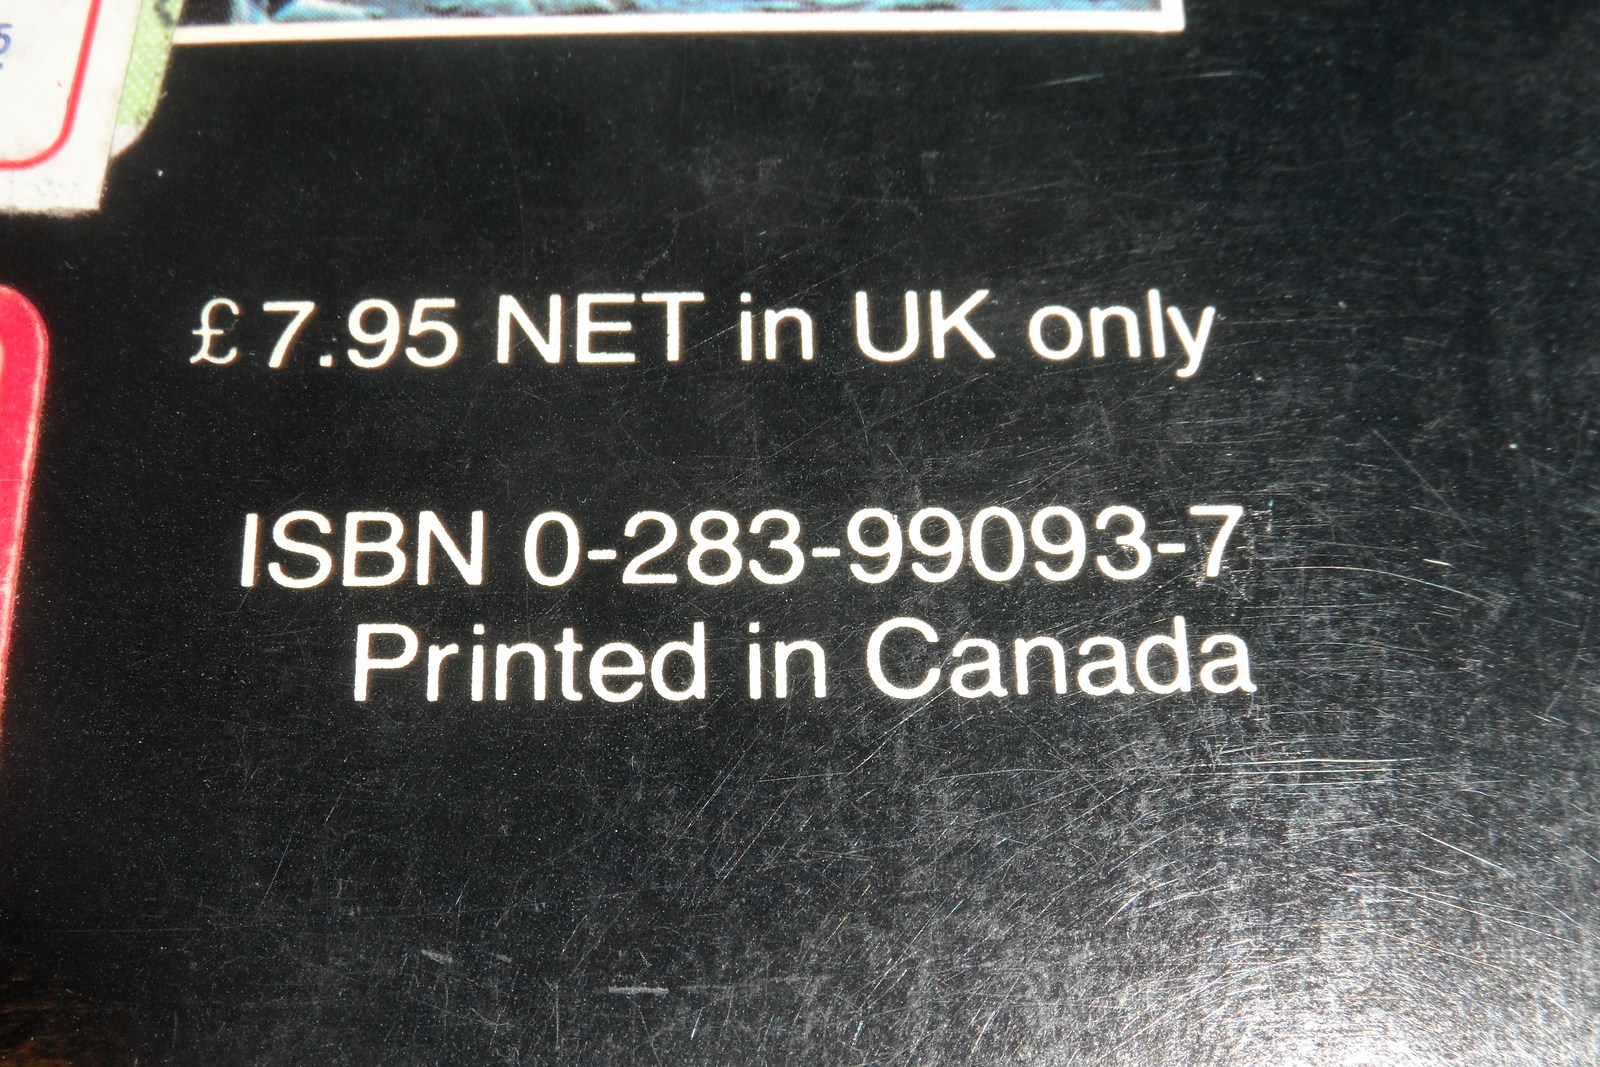 £7.95 NET in UK only
ISBN 0-283-99093-7
Printed in Canada